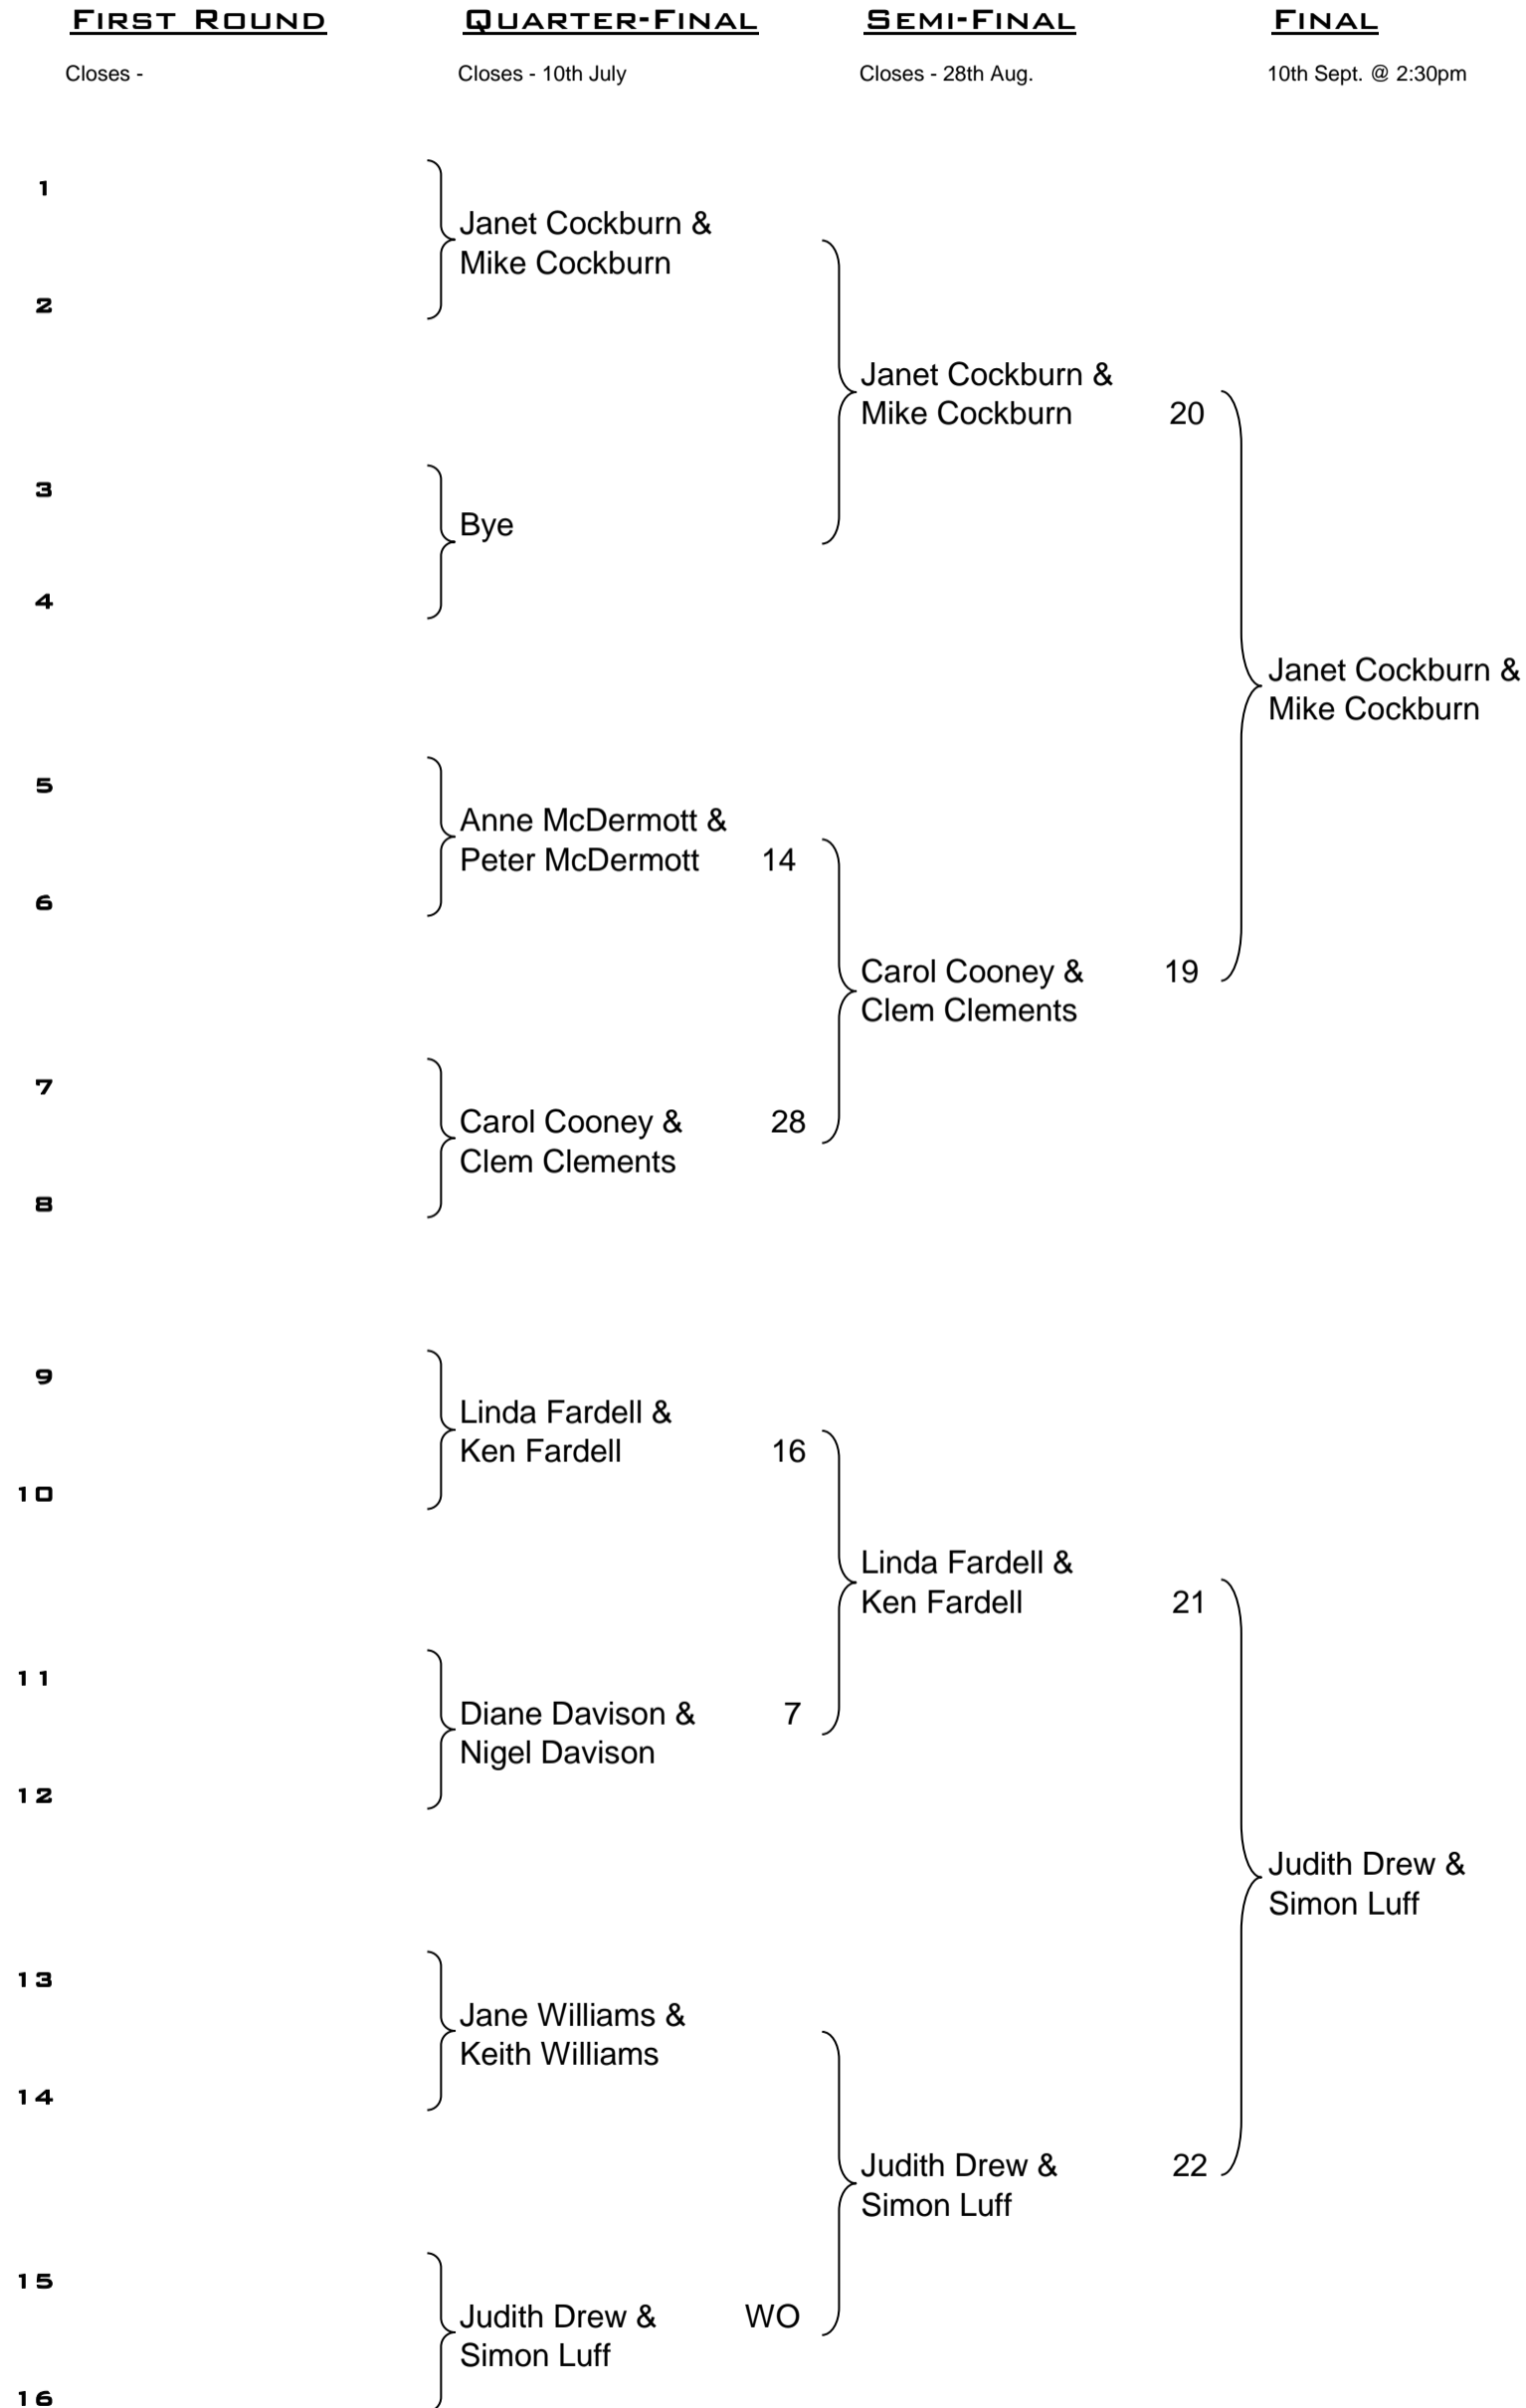 First Round Quarter-Final Semi-Final Final
Closes - Closes - 10th July Closes - 28th Aug. 10th Sept. @ 2:30pm
1
Janet Cockburn &
Mike Cockburn
2
Janet Cockburn &
Mike Cockburn 20
3
Bye
4
Janet Cockburn &
Mike Cockburn
5
Anne McDermott &
Peter McDermott 14
6
Carol Cooney & 19
Clem Clements
7
Carol Cooney & 28
Clem Clements
8
9
Linda Fardell &
Ken Fardell 16
10
Linda Fardell &
Ken Fardell 21
11
Diane Davison & 7
Nigel Davison
12
Judith Drew &
Simon Luff
13
Jane Williams &
Keith Williams
14
Judith Drew & 22
Simon Luff
15
Judith Drew & WO
Simon Luff
16